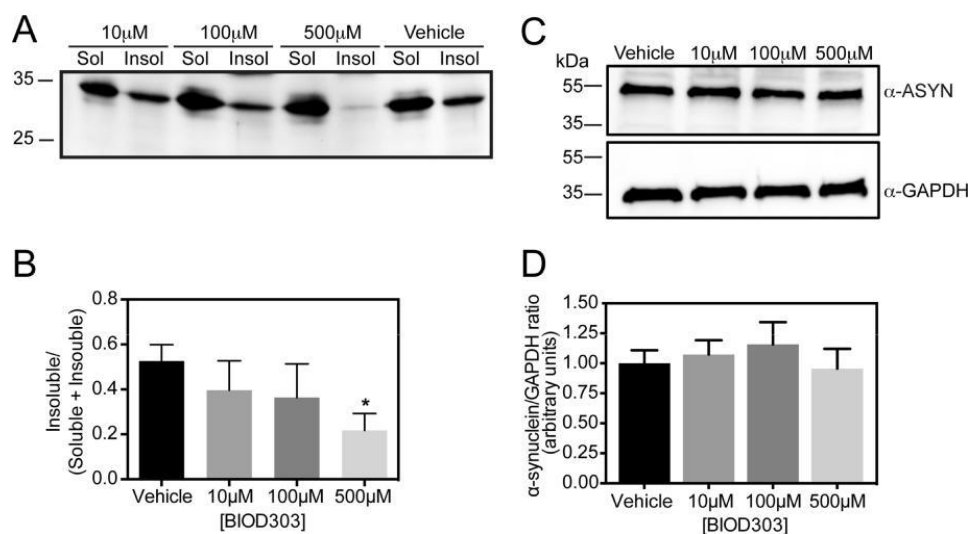 A
10µM 100µM 500µM Vehicle
Sol Insol Sol Insol Sol Insol Sol Insol
35
25
B
Insoluble/
(Soluble + Insouble)
0.8
0.6
0.4
0.2
0.0
*
Vehicle 10µM 100µM 500µM
[BIOD303]
C
kDa Vehicle 10µM 100µM 500µM
55
α-ASYN
35
55
35
α-GAPDH
D
α-synuclein/GAPDH ratio
(arbitrary units)
1.50
1.25
1.00
0.75
0.50
0.25
0.00
Vehicle 10µM 100µM 500µM
[BIOD303]